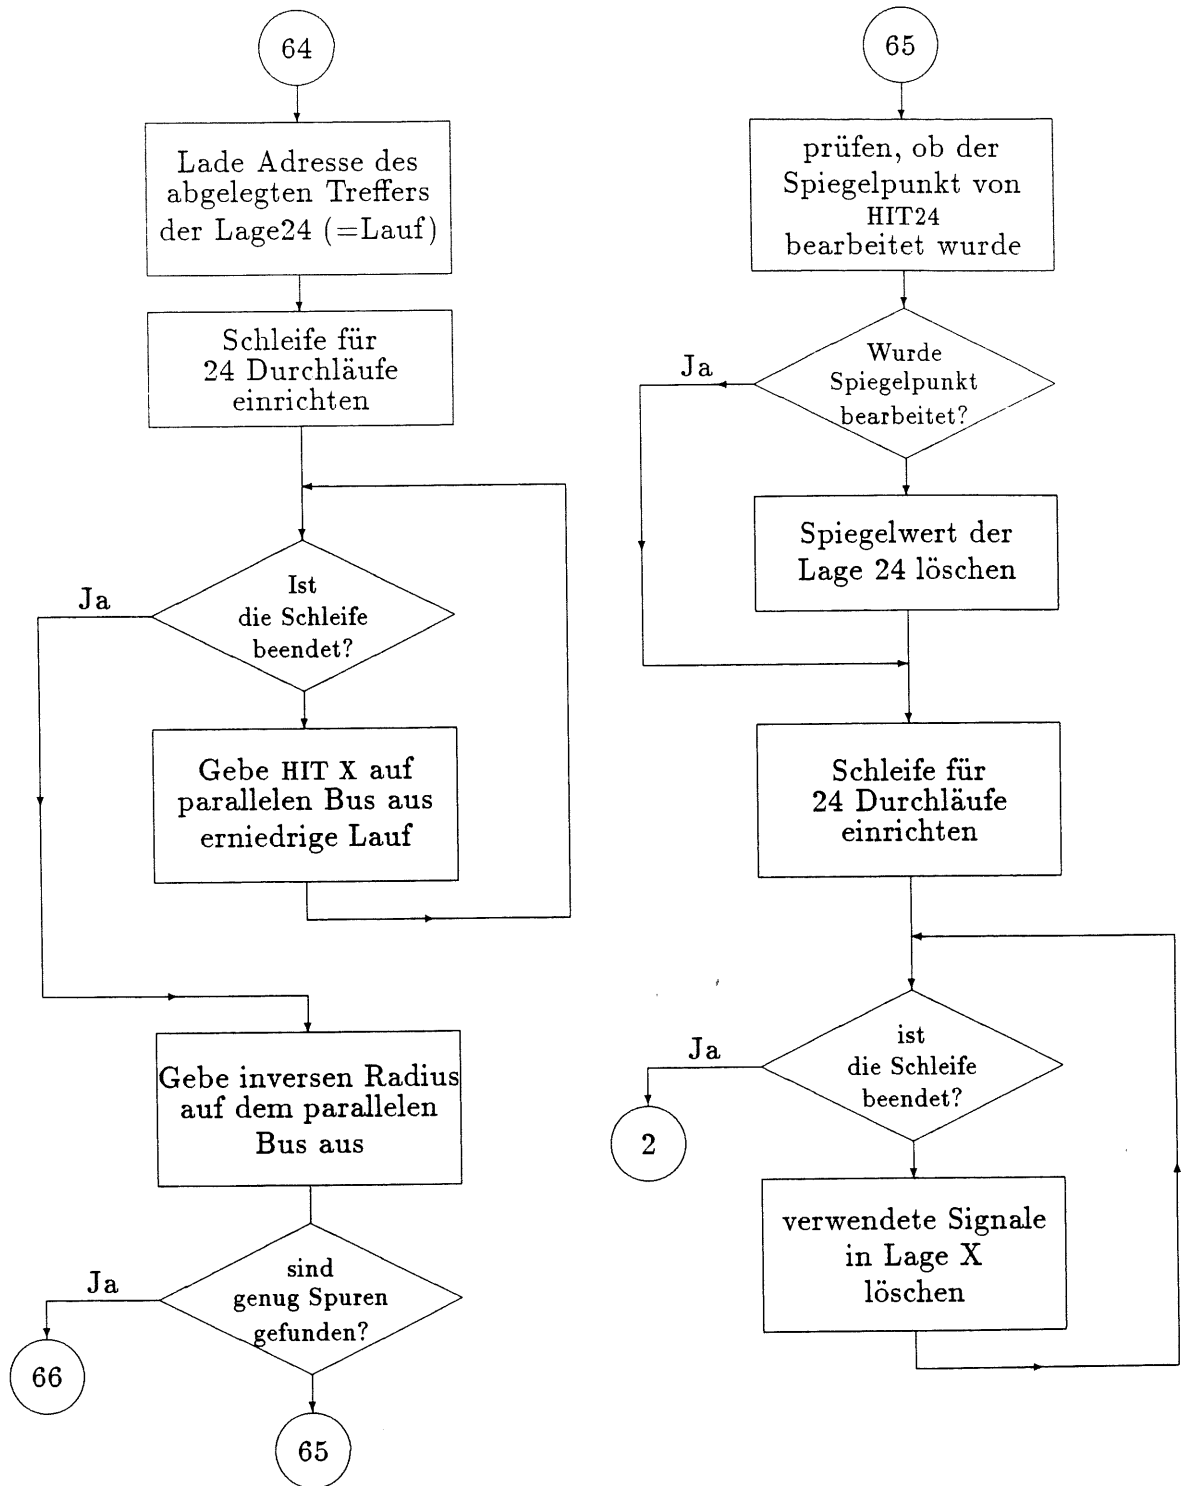 64
Lade Adresse des
abgelegten Treffers
der Lage24 (=Lauf)
Schleife für
24 Durchläufe
einrichten
Ist
die Schleife
beendet?
Ja
Gebe HIT X auf
parallelen Bus aus
erniedrige Lauf
Gebe inversen Radius
auf dem parallelen
Bus aus
sind
genug Spuren
gefunden?
Ja
66
65
65
prüfen, ob der
Spiegelpunkt von
HIT24
bearbeitet wurde
Wurde
Spiegelpunkt
bearbeitet?
Ja
Spiegelwert der
Lage 24 löschen
Schleife für
24 Durchläufe
einrichten
ist
die Schleife
beendet?
Ja
2
verwendete Signale
in Lage X
löschen